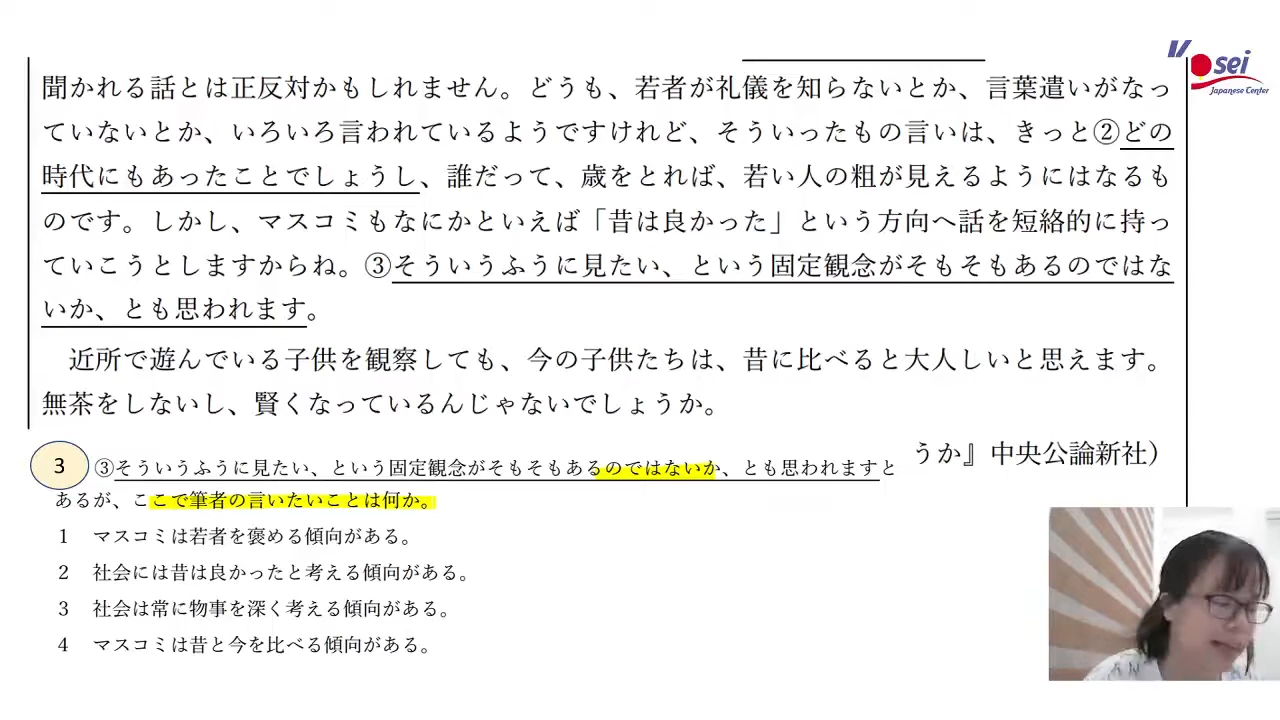 Kosei
Japanese Center
聞かれる話とは正反対かもしれません。どうも、若者が礼儀を知らないとか、言葉遣いがなっ
ていないとか、いろいろ言われているようですけれど、そういったもの言いは、きっと②どの
時代にもあったことでしょうし、誰だって、歳をとれば、若い人の粗が見えるようにはなるも
のです。しかし、マスコミもなにかといえば「昔は良かった」という方向へ話を短絡的に持っ
ていこうとしますからね。③そういうふうに見たい、という固定観念がそもそもあるのではな
いか、とも思われます。
近所で遊んでいる子供を観察しても、今の子供たちは、昔に比べると大人しいと思えます。
無茶をしないし、賢くなっているんじゃないでしょうか。
うか』中央公論新社）
3
③そういうふうに見たい、という固定観念がそもそもあるのではないか、とも思われますと
あるが、ここで筆者の言いたいことは何か。
1 マスコミは若者を褒める傾向がある。
2 社会には昔は良かったと考える傾向がある。
3 社会は常に物事を深く考える傾向がある。
4 マスコミは昔と今を比べる傾向がある。